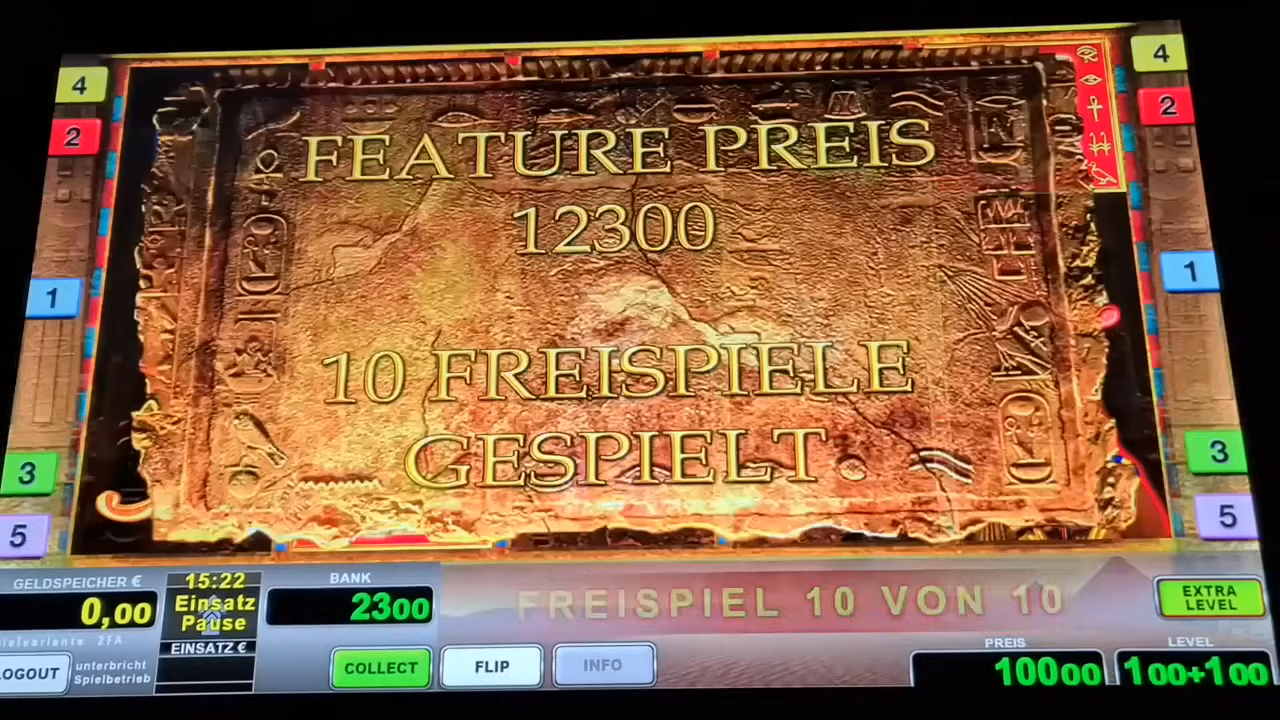 4
4
2
2
FEATURE PREIS
12300
1
1
10 FREISPIELE
GESPIELT
3
3
5
5
GELDSPEICHER €
0,00
15:22
Einsatz
Pause
EINSATZ €
BANK
2300
FREISPIEL 10 VON 10
EXTRA
LEVEL
2FA
LOGOUT
unterbricht
Spielbetrieb
COLLECT
FLIP
INFO
PREIS
10000
LEVEL
100+100